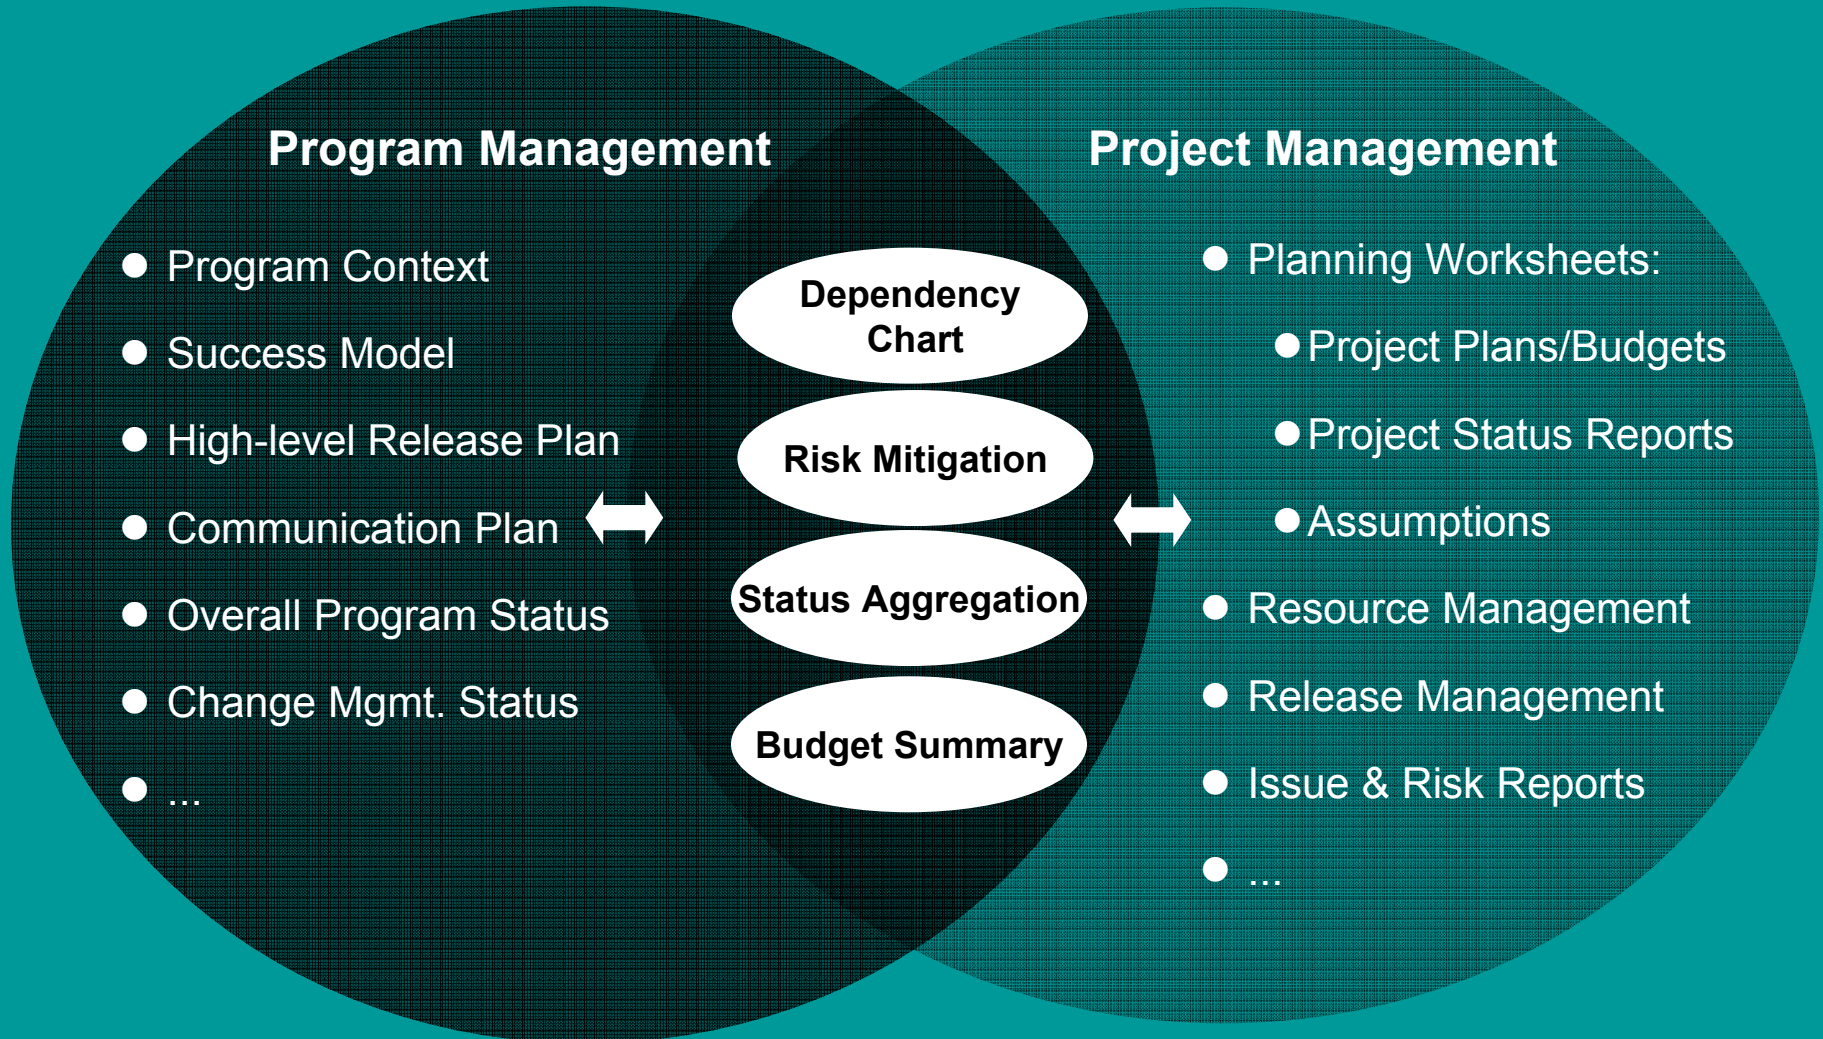 Program Management
● Program Context
● Success Model
● High-level Release Plan
● Communication Plan
● Overall Program Status
● Change Mgmt. Status
● ...
Dependency
Chart
Risk Mitigation
Status Aggregation
Budget Summary
Project Management
● Planning Worksheets:
● Project Plans/Budgets
● Project Status Reports
● Assumptions
● Resource Management
● Release Management
● Issue & Risk Reports
● ...